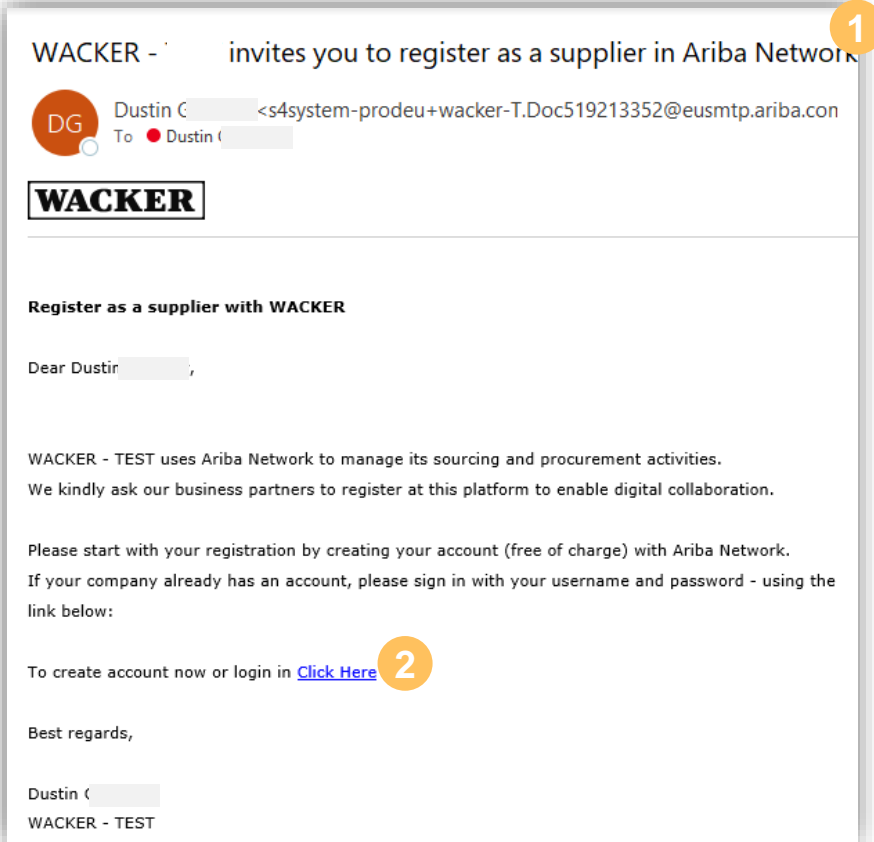 1
WACKER - invites you to register as a supplier in Ariba Network
DG
Dustin G <s4system-prodeu+wacker-T.Doc519213352@eusmtp.ariba.con
To Dustin
WACKER
Register as a supplier with WACKER
Dear Dustin ,
WACKER - TEST uses Ariba Network to manage its sourcing and procurement activities.
We kindly ask our business partners to register at this platform to enable digital collaboration.
Please start with your registration by creating your account (free of charge) with Ariba Network.
If your company already has an account, please sign in with your username and password - using the
link below:
To create account now or login in Click Here
2
Best regards,
Dustin
WACKER - TEST